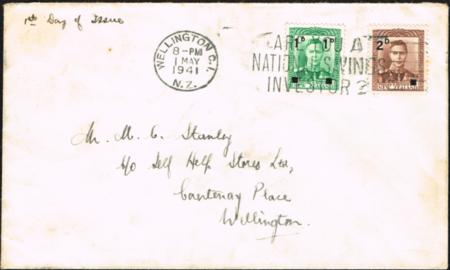 1st Day of Issue
WELLINGTON C.1.
8-PM
1 MAY
1941
N.Z.
ARE YOU A
NATIONAL SAVINGS
INVESTOR?
1D 1D
2D
NEW ZEALAND
Mr. M. C. Stanley
c/o Self Help Stores Ltd,
Courtenay Place
Wellington.